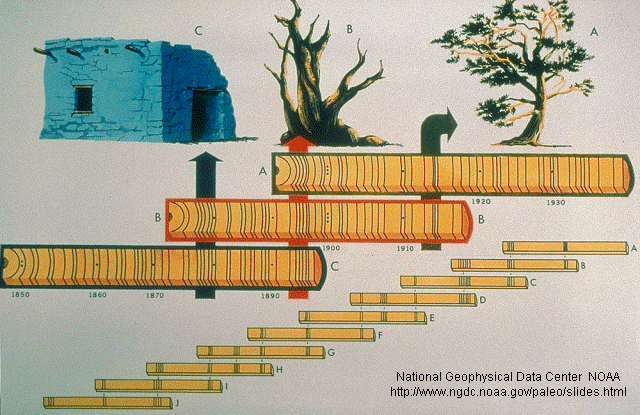 C
B
A
A
1920
1930
B
B
1900
1910
C
1850
1860
1870
1890
A
B
C
D
E
F
G
H
I
J
National Geophysical Data Center NOAA
http://www.ngdc.noaa.gov/paleo/slides.html